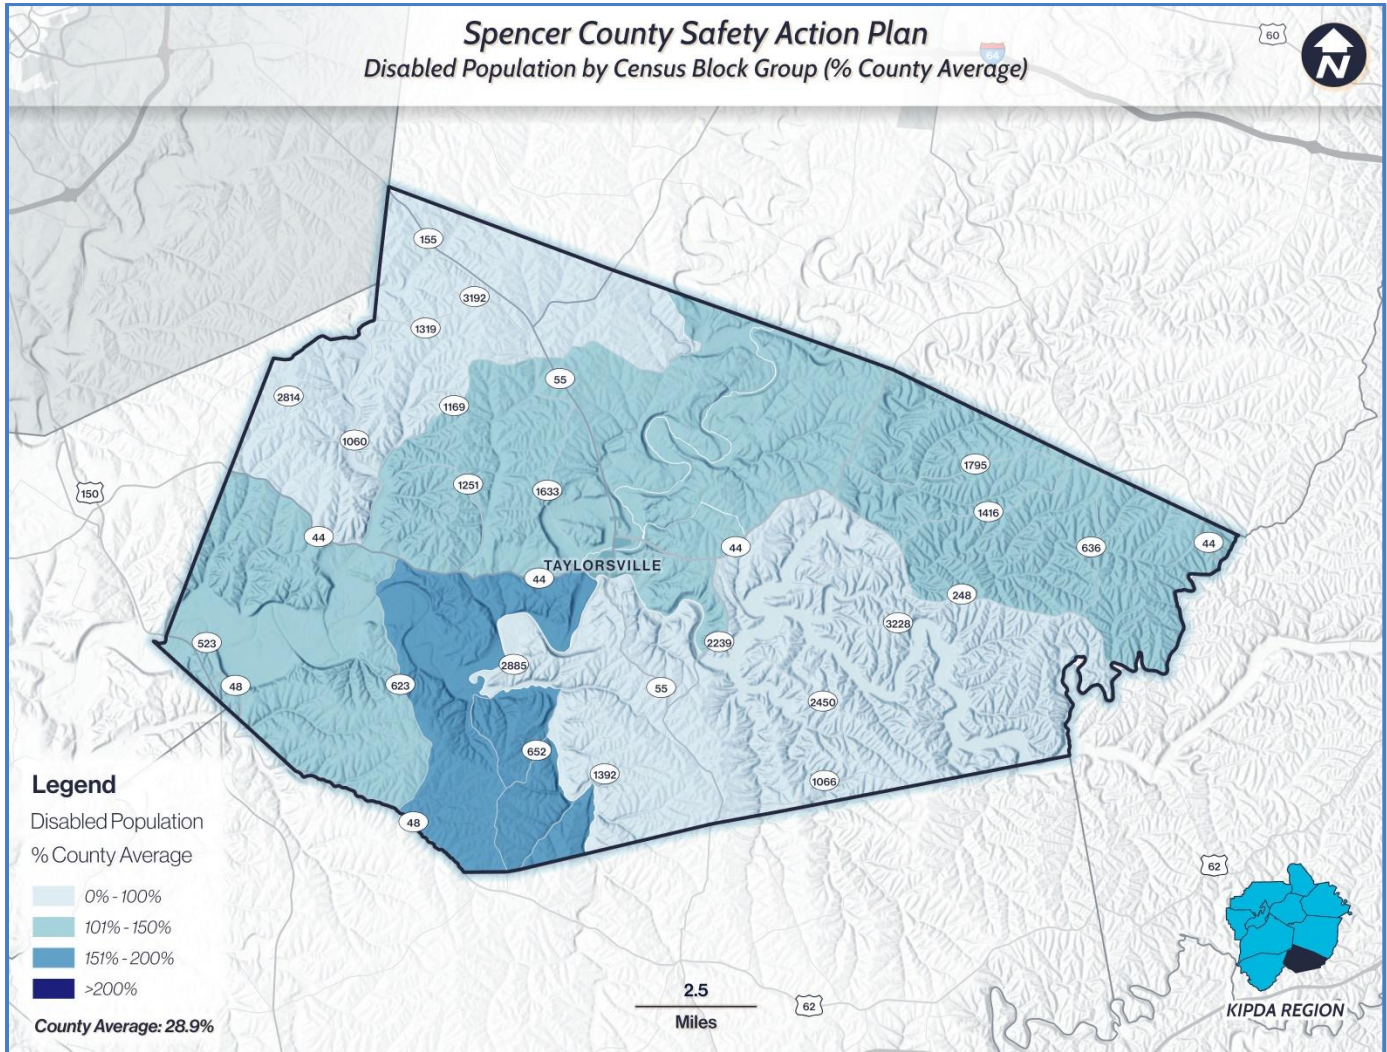 Spencer County Safety Action Plan
Disabled Population by Census Block Group (% County Average)
64
60
N
155
3192
1319
2814
55
1169
1060
1795
150
1251
1633
1416
44
44
636
44
TAYLORSVILLE
44
248
3228
523
2239
2885
48
623
55
2450
652
1392
1066
48
Legend
Disabled Population
% County Average
0% - 100%
101% - 150%
151% - 200%
>200%
County Average: 28.9%
2.5
Miles
62
62
KIPDA REGION